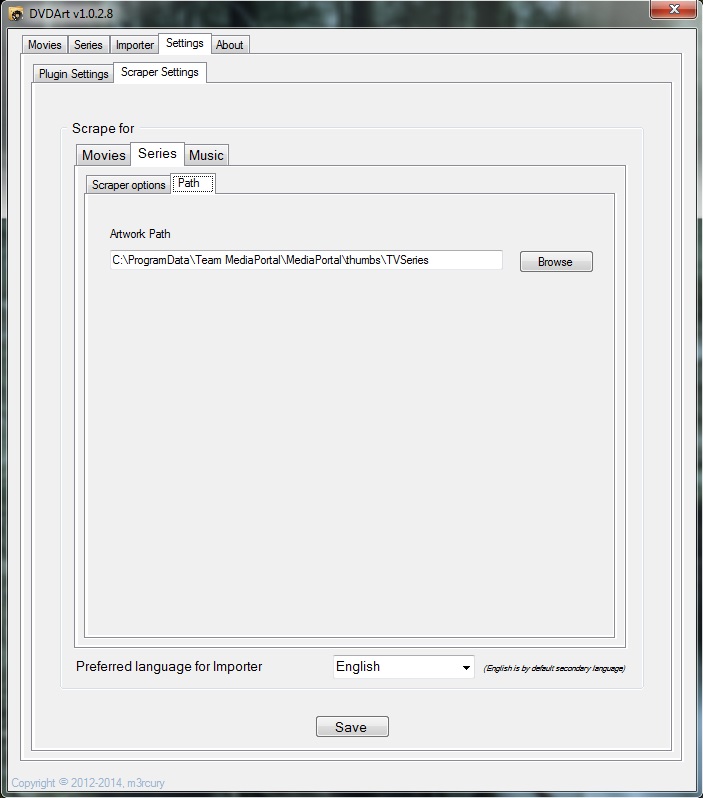 DVDArt v1.0.2.8
Movies Series Importer Settings About
Plugin Settings Scraper Settings
Scrape for
Movies Series Music
Scraper options Path
Artwork Path
C:\ProgramData\Team MediaPortal\MediaPortal\thumbs\TVSeries Browse
Preferred language for Importer English (English is by default secondary language)
Save
Copyright © 2012-2014, m3rcury